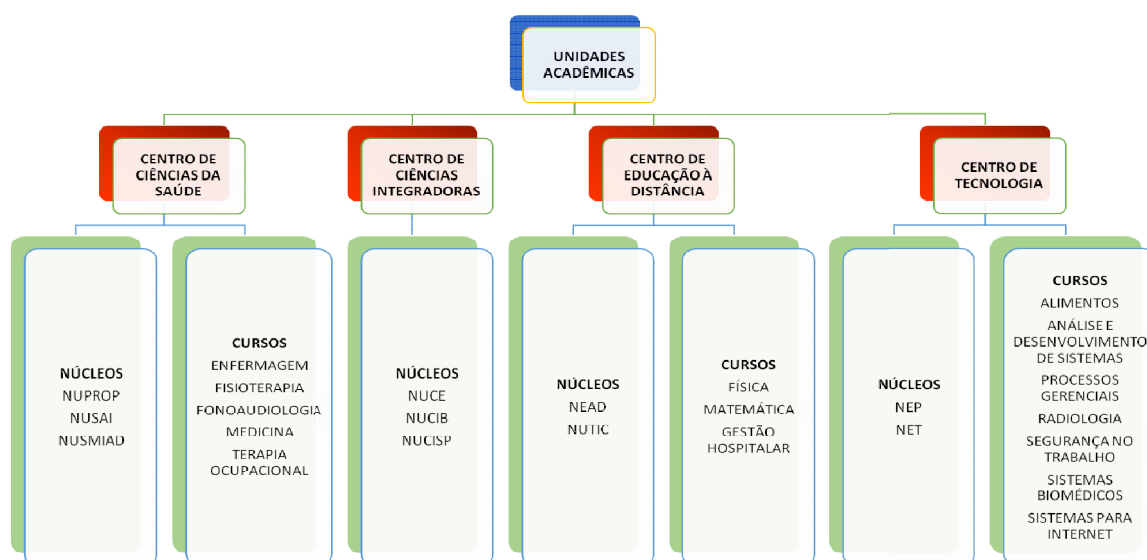 UNIDADES
ACADÊMICAS
CENTRO DE
CIÊNCIAS DA
SAÚDE
CENTRO DE
CIÊNCIAS
INTEGRADORAS
CENTRO DE
EDUCAÇÃO À
DISTÂNCIA
CENTRO DE
TECNOLOGIA
NÚCLEOS
NUPROP
NUSAI
NUSMIAD
CURSOS
ENFERMAGEM
FISIOTERAPIA
FONOAUDIOLOGIA
MEDICINA
TERAPIA
OCUPACIONAL
NÚCLEOS
NUCE
NUCIB
NUCISP
NÚCLEOS
NEAD
NUTIC
CURSOS
FÍSICA
MATEMÁTICA
GESTÃO
HOSPITALAR
NÚCLEOS
NEP
NET
CURSOS
ALIMENTOS
ANÁLISE E
DESENVOLVIMENTO
DE SISTEMAS
PROCESSOS
GERENCIAIS
RADIOLOGIA
SEGURANÇA NO
TRABALHO
SISTEMAS
BIOMÉDICOS
SISTEMAS PARA
INTERNET